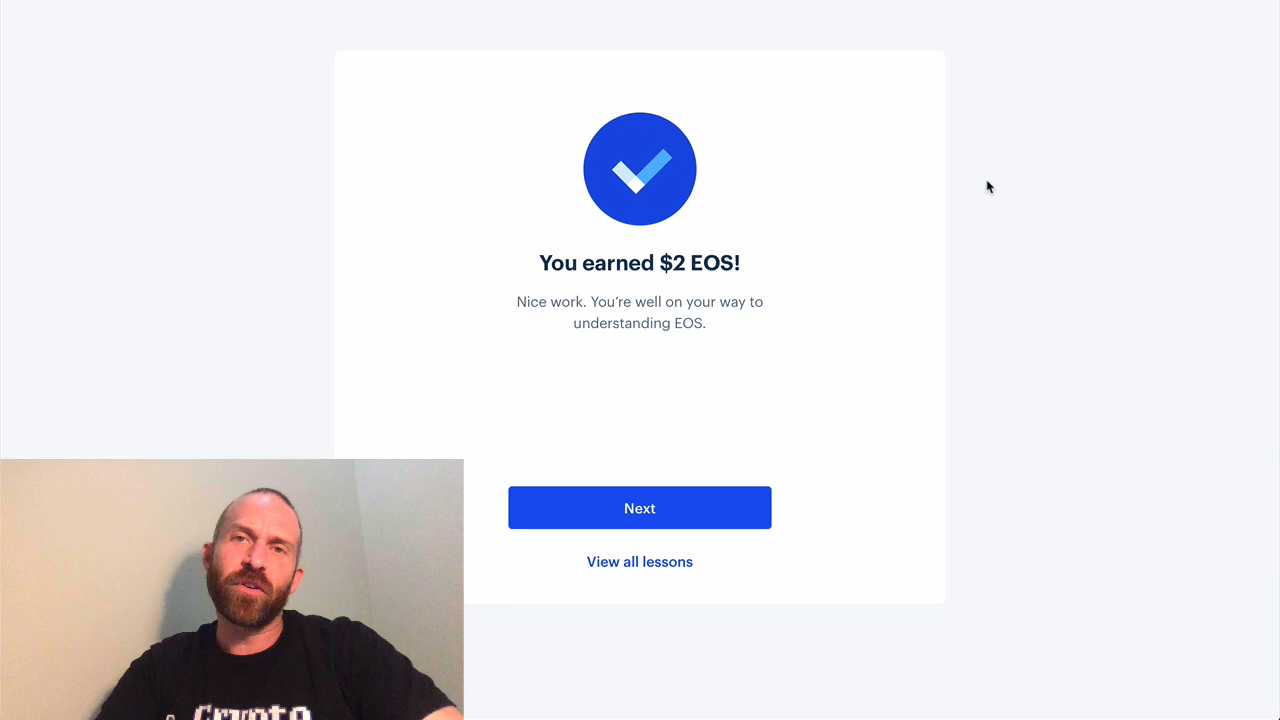 You earned $2 EOS!
Nice work. You’re well on your way to
understanding EOS.
Next
View all lessons
Crypto